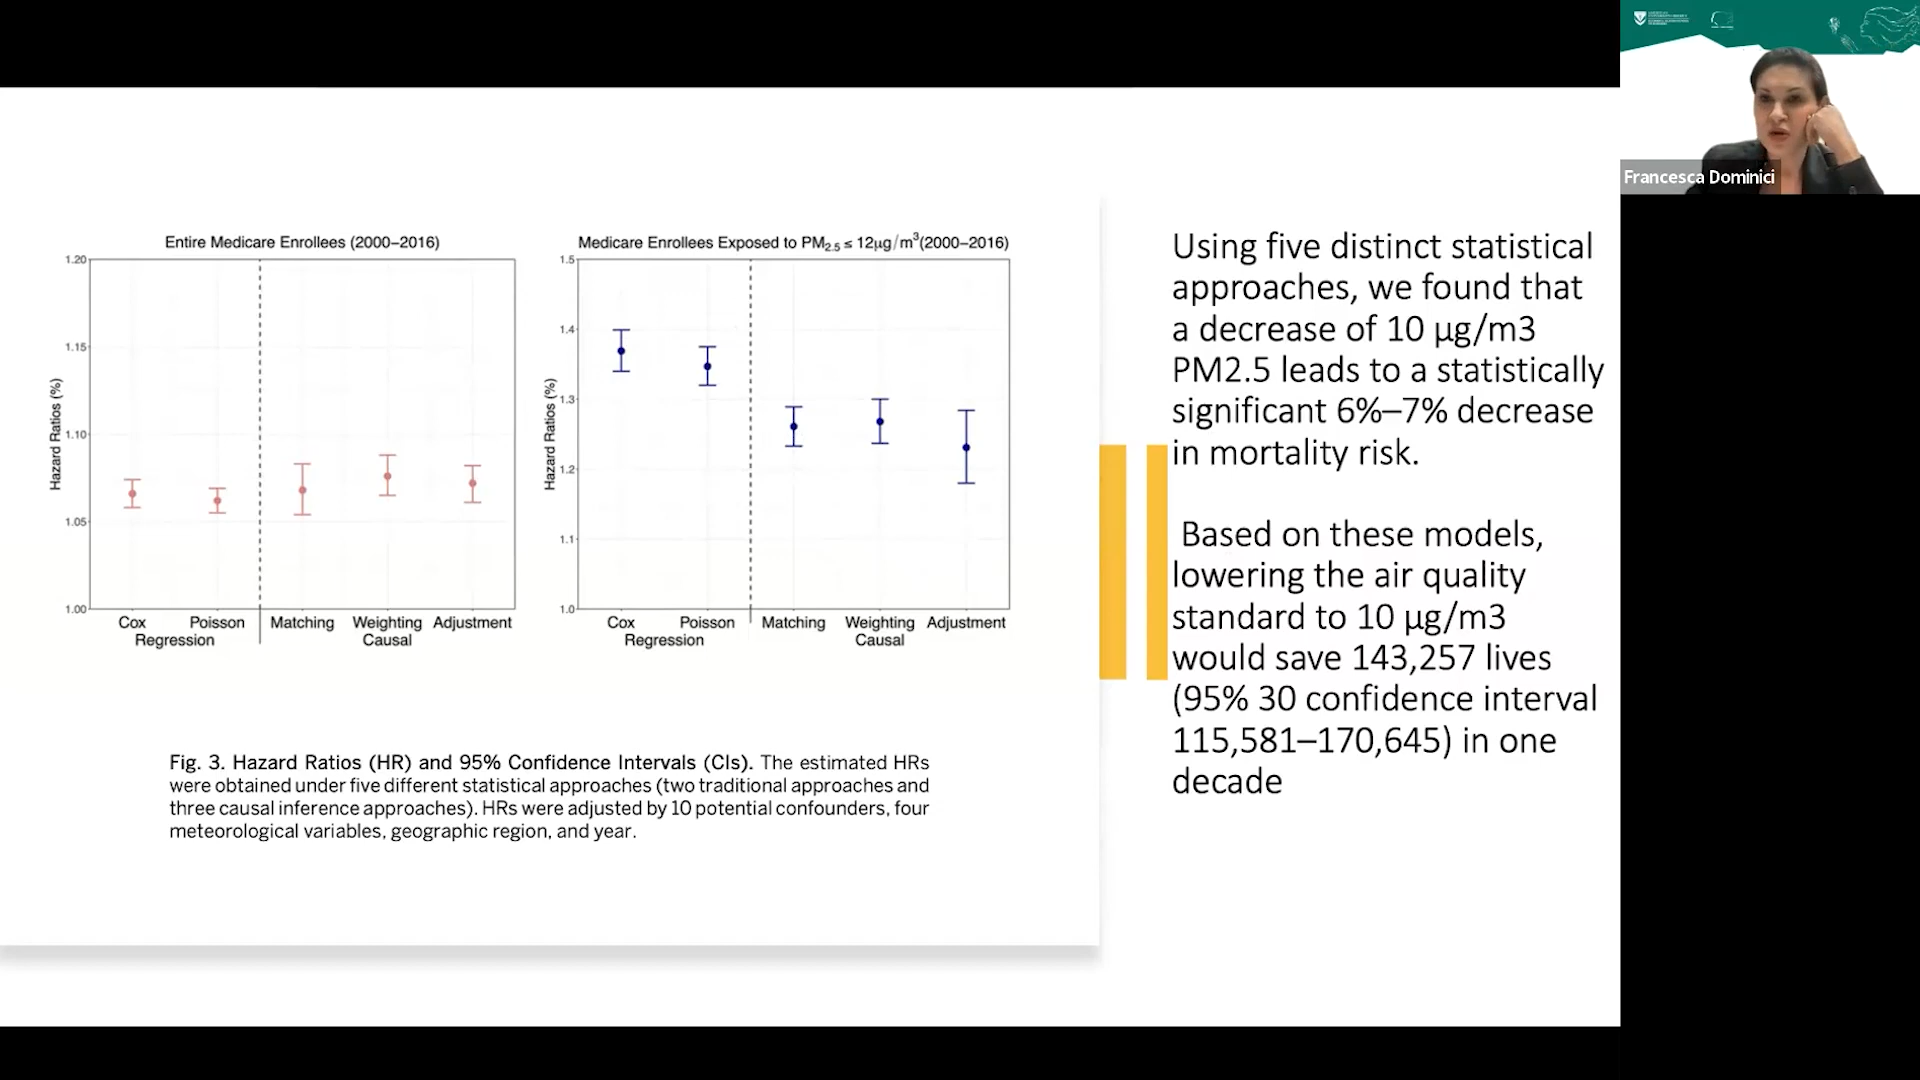 Francesca Dominici
Entire Medicare Enrollees (2000–2016)
1.20
1.15
1.10
1.05
1.00
Hazard Ratios (%)
Cox Poisson Matching Weighting Adjustment
Regression Causal
Medicare Enrollees Exposed to PM2.5 ≤ 12µg/m³(2000–2016)
1.5
1.4
1.3
1.2
1.1
1.0
Hazard Ratios (%)
Cox Poisson Matching Weighting Adjustment
Regression Causal
Fig. 3. Hazard Ratios (HR) and 95% Confidence Intervals (CIs). The estimated HRs
were obtained under five different statistical approaches (two traditional approaches and
three causal inference approaches). HRs were adjusted by 10 potential confounders, four
meteorological variables, geographic region, and year.
Using five distinct statistical
approaches, we found that
a decrease of 10 µg/m3
PM2.5 leads to a statistically
significant 6%–7% decrease
in mortality risk.
Based on these models,
lowering the air quality
standard to 10 µg/m3
would save 143,257 lives
(95% 30 confidence interval
115,581–170,645) in one
decade